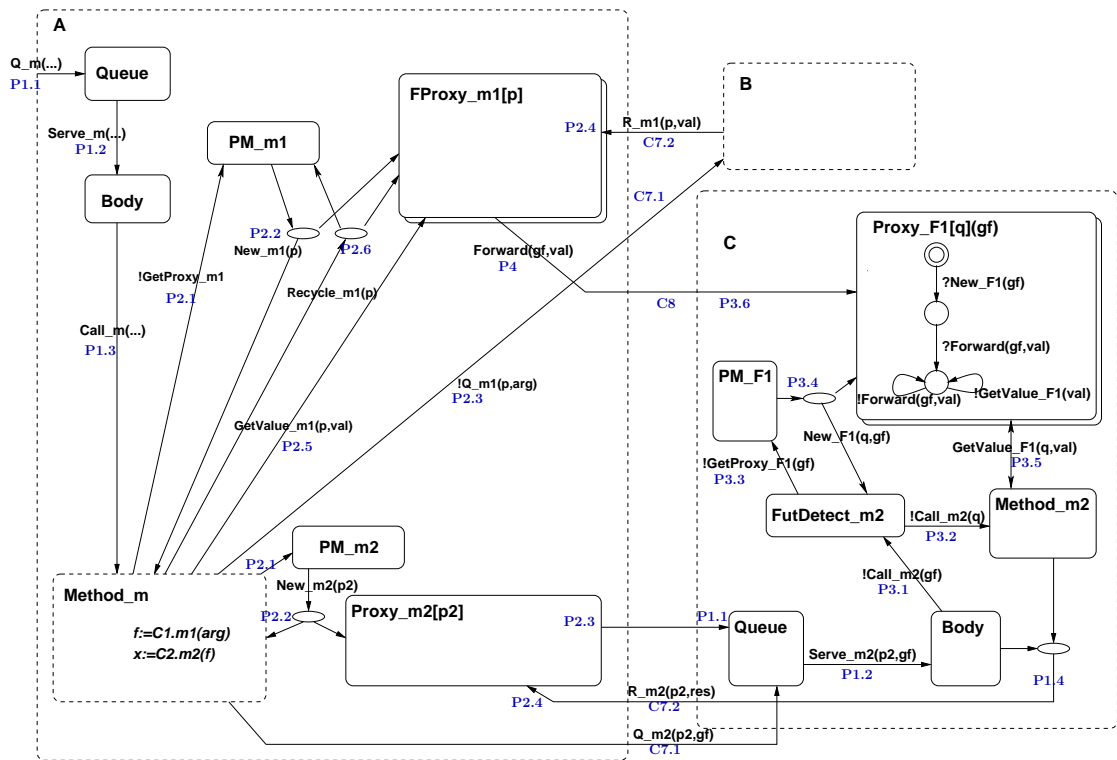 A
Q_m(...)
P1.1
Queue
Serve_m(...)
P1.2
Body
Call_m(...)
P1.3
PM_m1
P2.2
New_m1(p)
P2.6
Recycle_m1(p)
!GetProxy_m1
P2.1
FProxy_m1[p]
P2.4
R_m1(p,val)
C7.2
B
C7.1
Forward(gf,val)
P4
C8
P3.6
!Q_m1(p,arg)
P2.3
GetValue_m1(p,val)
P2.5
C
Proxy_F1[q](gf)
?New_F1(gf)
?Forward(gf,val)
!Forward(gf,val)
!GetValue_F1(val)
PM_F1
P3.4
New_F1(q,gf)
!GetProxy_F1(gf)
P3.3
GetValue_F1(q,val)
P3.5
FutDetect_m2
!Call_m2(q)
P3.2
Method_m2
!Call_m2(gf)
P3.1
Method_m
f:=C1.m1(arg)
x:=C2.m2(f)
P2.1
PM_m2
New_m2(p2)
P2.2
Proxy_m2[p2]
P2.3
P1.1
Queue
Serve_m2(p2,gf)
P1.2
Body
P1.4
P2.4
R_m2(p2,res)
C7.2
Q_m2(p2,gf)
C7.1